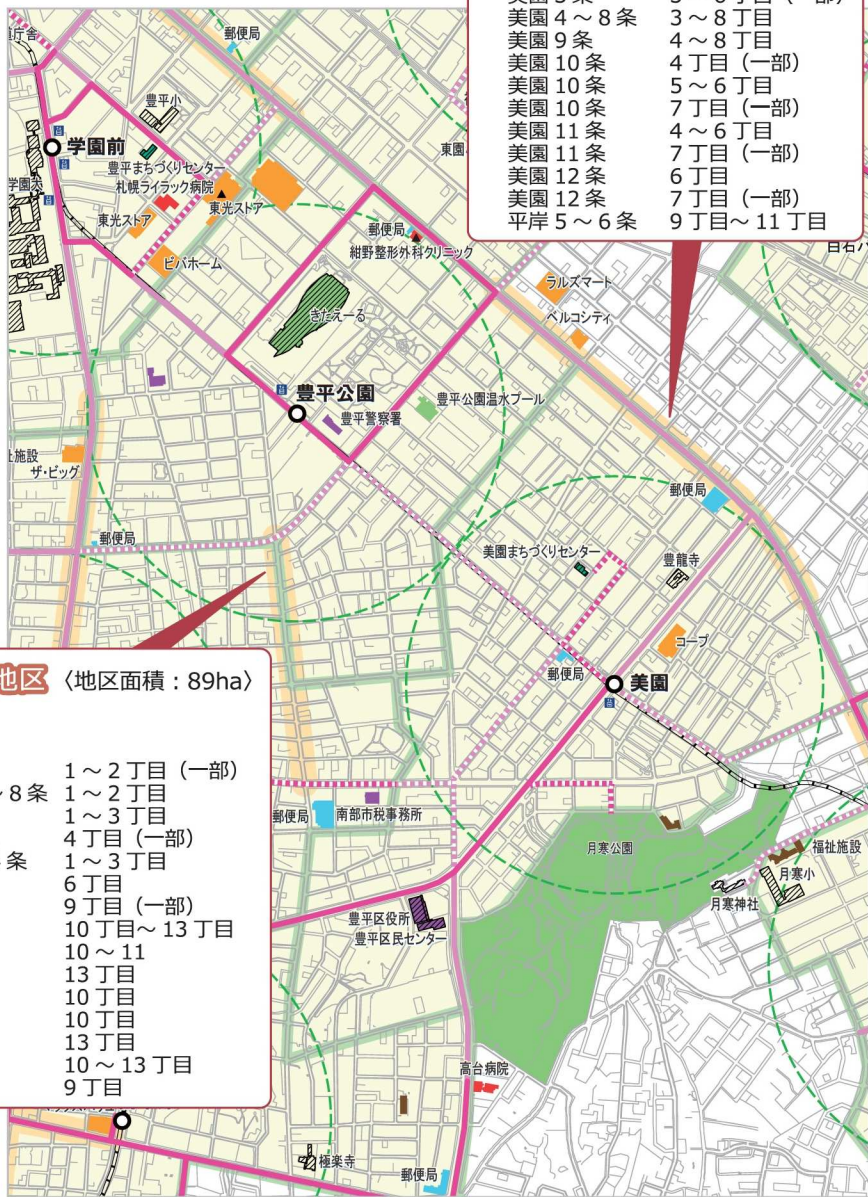 美園 4～8条 3～8丁目
美園 9条 4～8丁目
美園 10条 4丁目（一部）
美園 10条 5～6丁目
美園 10条 7丁目（一部）
美園 11条 4～6丁目
美園 11条 7丁目（一部）
美園 12条 6丁目
美園 12条 7丁目（一部）
平岸 5～6条 9丁目～11丁目
郵便局
豊平小
学園前
豊平まちづくりセンター
札幌ライラック病院
東光ストア
東光ストア
ビバホーム
東園
郵便局
紺野整形外科クリニック
ラルズマート
ベルコシティ
きたえーる
豊平公園
豊平警察署
豊平公園温水プール
ザ・ビッグ
郵便局
郵便局
美園まちづくりセンター
豊龍寺
コープ
郵便局
美園
地区〈地区面積：89ha〉
1～2丁目（一部）
8条 1～2丁目
1～3丁目
4丁目（一部）
条 1～3丁目
6丁目
9丁目（一部）
10丁目～13丁目
10～11
13丁目
10丁目
10丁目
13丁目
10～13丁目
9丁目
郵便局
南部市税事務所
月寒公園
福祉施設
月寒小
月寒神社
豊平区役所
豊平区民センター
高台病院
極楽寺
郵便局